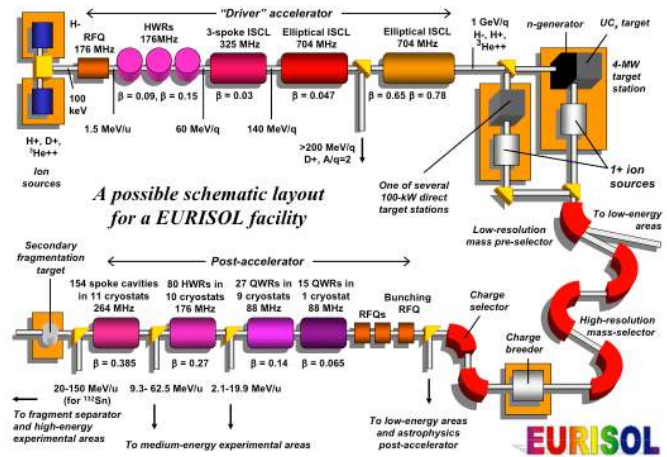 "Driver" accelerator
H-
RFQ
176 MHz
HWRs
176MHz
3-spoke ISCL
325 MHz
Elliptical ISCL
704 MHz
Elliptical ISCL
704 MHz
1 GeV/q
H-, H+,
³He++
n-generator
UCₓ target
4-MW
target
station
100
keV
β = 0.09, β = 0.15
β = 0.03
β = 0.047
β = 0.65 β = 0.78
1.5 MeV/u
60 MeV/q
140 MeV/q
H+, D+,
³He++
Ion
sources
>200 MeV/q
D+, A/q=2
One of several
100-kW direct
target stations
1+ ion
sources
A possible schematic layout
for a EURISOL facility
Low-resolution
mass pre-selector
To low-energy
areas
Secondary
fragmentation
target
Post-accelerator
154 spoke cavities
in 11 cryostats
264 MHz
80 HWRs in
10 cryostats
176 MHz
27 QWRs in
9 cryostats
88 MHz
15 QWRs in
1 cryostat
88 MHz
RFQs
Bunching
RFQ
Charge
selector
Charge
breeder
High-resolution
mass-selector
β = 0.385
β = 0.27
β = 0.14
β = 0.065
20-150 MeV/u
(for ¹³²Sn)
9.3- 62.5 MeV/u
2.1-19.9 MeV/u
To fragment separator
and high-energy
experimental areas
To medium-energy experimental areas
To low-energy areas
and astrophysics
post-accelerator
EURISOL